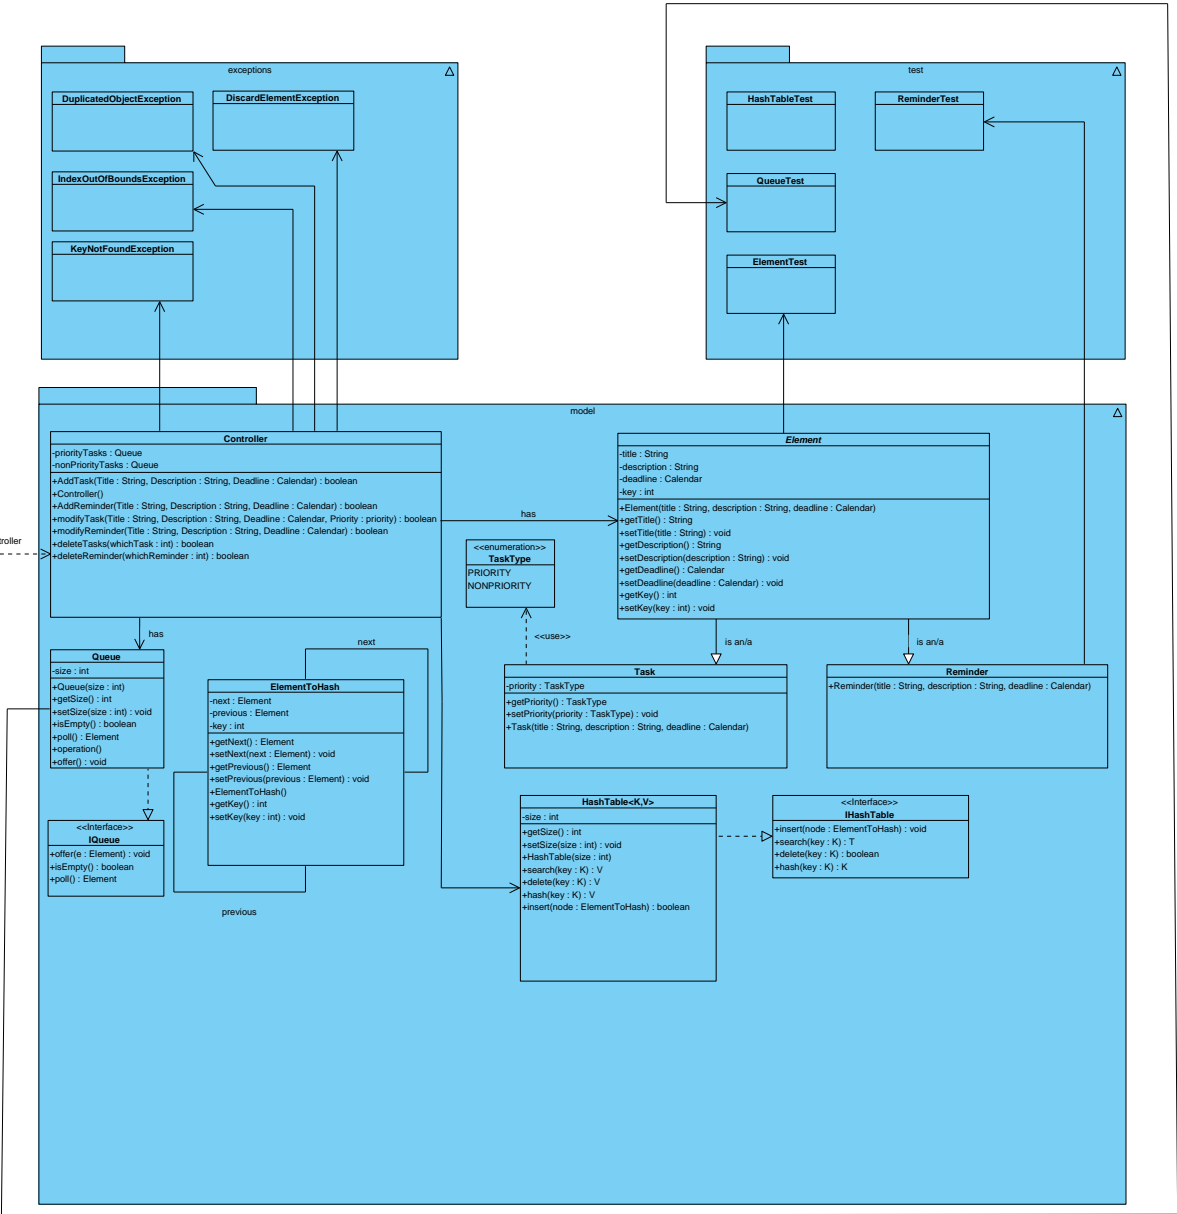 exceptions
DuplicatedObjectException
DiscardElementException
IndexOutOfBoundsException
KeyNotFoundException
test
HashTableTest
ReminderTest
QueueTest
ElementTest
model
Controller
-priorityTasks : Queue
-nonPriorityTasks : Queue
+AddTask(Title : String, Description : String, Deadline : Calendar) : boolean
+Controller()
+AddReminder(Title : String, Description : String, Deadline : Calendar) : boolean
+modifyTask(Title : String, Description : String, Deadline : Calendar, Priority : priority) : boolean
+modifyReminder(Title : String, Description : String, Deadline : Calendar) : boolean
+deleteTasks(whichTask : int) : boolean
+deleteReminder(whichReminder : int) : boolean
troller
has
Element
-title : String
-description : String
-deadline : Calendar
-key : int
+Element(title : String, description : String, deadline : Calendar)
+getTitle() : String
+setTitle(title : String) : void
+getDescription() : String
+setDescription(description : String) : void
+getDeadline() : Calendar
+setDeadline(deadline : Calendar) : void
+getKey() : int
+setKey(key : int) : void
<<enumeration>>
TaskType
PRIORITY
NONPRIORITY
<<use>>
is an/a
is an/a
has
next
Queue
-size : int
+Queue(size : int)
+getSize() : int
+setSize(size : int) : void
+isEmpty() : boolean
+poll() : Element
+operation()
+offer() : void
ElementToHash
-next : Element
-previous : Element
-key : int
+getNext() : Element
+setNext(next : Element) : void
+getPrevious() : Element
+setPrevious(previous : Element) : void
+ElementToHash()
+getKey() : int
+setKey(key : int) : void
previous
Task
-priority : TaskType
+getPriority() : TaskType
+setPriority(priority : TaskType) : void
+Task(title : String, description : String, deadline : Calendar)
Reminder
+Reminder(title : String, description : String, deadline : Calendar)
<<Interface>>
IQueue
+offer(e : Element) : void
+isEmpty() : boolean
+poll() : Element
HashTable<K,V>
-size : int
+getSize() : int
+setSize(size : int) : void
+HashTable(size : int)
+search(key : K) : V
+delete(key : K) : V
+hash(key : K) : V
+insert(node : ElementToHash) : boolean
<<Interface>>
IHashTable
+insert(node : ElementToHash) : void
+search(key : K) : T
+delete(key : K) : boolean
+hash(key : K) : K